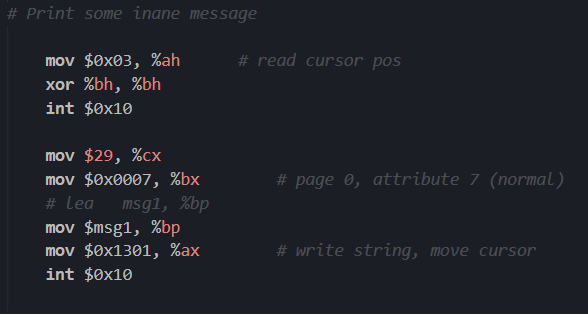 # Print some inane message
mov $0x03, %ah # read cursor pos
xor %bh, %bh
int $0x10
mov $29, %cx
mov $0x0007, %bx # page 0, attribute 7 (normal)
# lea msg1, %bp
mov $msg1, %bp
mov $0x1301, %ax # write string, move cursor
int $0x10